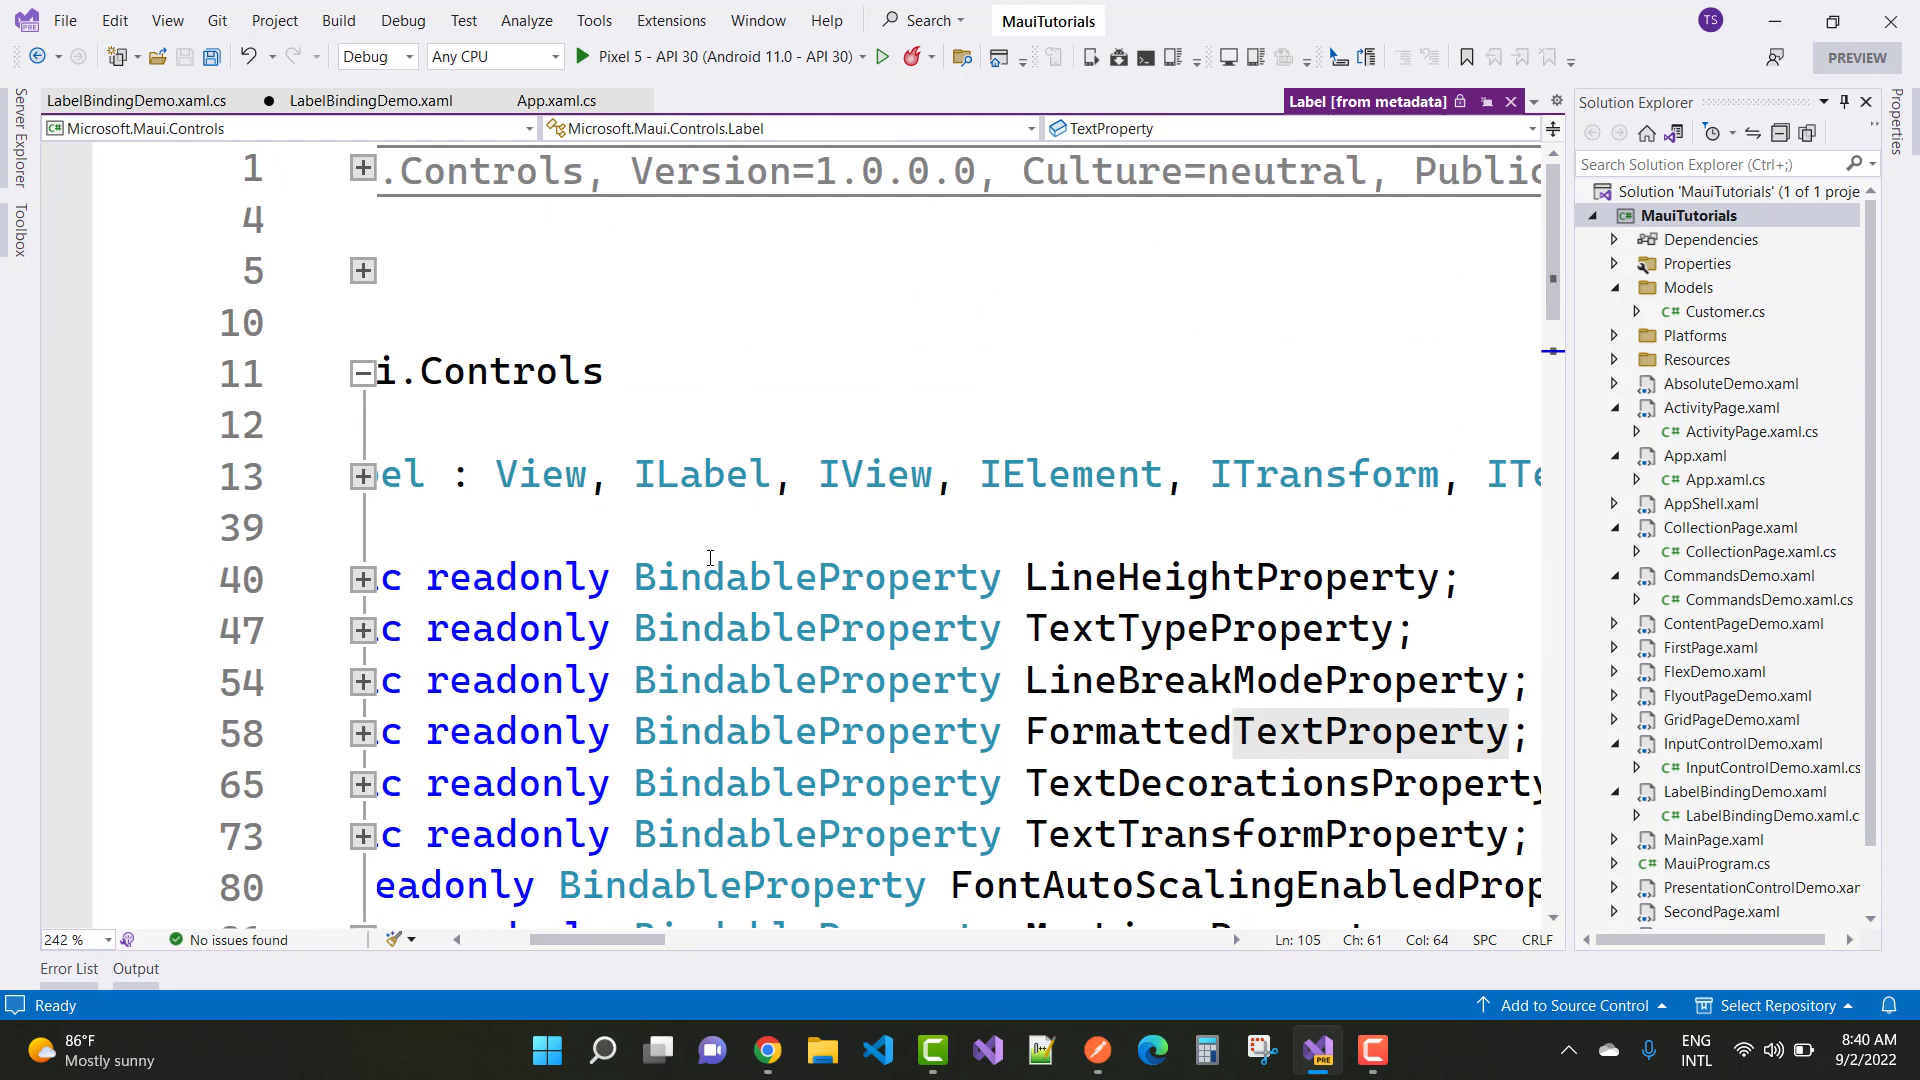 File Edit View Git Project Build Debug Test Analyze Tools Extensions Window Help Search MauiTutorials TS
Debug Any CPU Pixel 5 - API 30 (Android 11.0 - API 30) PREVIEW
LabelBindingDemo.xaml.cs LabelBindingDemo.xaml App.xaml.cs Label [from metadata]
Microsoft.Maui.Controls Microsoft.Maui.Controls.Label TextProperty
Server Explorer
Toolbox
1 .Controls, Version=1.0.0.0, Culture=neutral, Public
4
5
10
11 i.Controls
12
13 el : View, ILabel, IView, IElement, ITransform, ITe
39
40 c readonly BindableProperty LineHeightProperty;
47 c readonly BindableProperty TextTypeProperty;
54 c readonly BindableProperty LineBreakModeProperty;
58 c readonly BindableProperty FormattedTextProperty;
65 c readonly BindableProperty TextDecorationsProperty
73 c readonly BindableProperty TextTransformProperty;
80 eadonly BindableProperty FontAutoScalingEnabledProp
242 % No issues found Ln: 105 Ch: 61 Col: 64 SPC CRLF
Error List Output
Solution Explorer
Search Solution Explorer (Ctrl+;)
Solution 'MauiTutorials' (1 of 1 proje
MauiTutorials
Dependencies
Properties
Models
C# Customer.cs
Platforms
Resources
AbsoluteDemo.xaml
ActivityPage.xaml
C# ActivityPage.xaml.cs
App.xaml
C# App.xaml.cs
AppShell.xaml
CollectionPage.xaml
C# CollectionPage.xaml.cs
CommandsDemo.xaml
C# CommandsDemo.xaml.cs
ContentPageDemo.xaml
FirstPage.xaml
FlexDemo.xaml
FlyoutPageDemo.xaml
GridPageDemo.xaml
InputControlDemo.xaml
C# InputControlDemo.xaml.cs
LabelBindingDemo.xaml
C# LabelBindingDemo.xaml.c
MainPage.xaml
C# MauiProgram.cs
PresentationControlDemo.xar
SecondPage.xaml
Properties
Ready Add to Source Control Select Repository
86°F
Mostly sunny
ENG
INTL
8:40 AM
9/2/2022